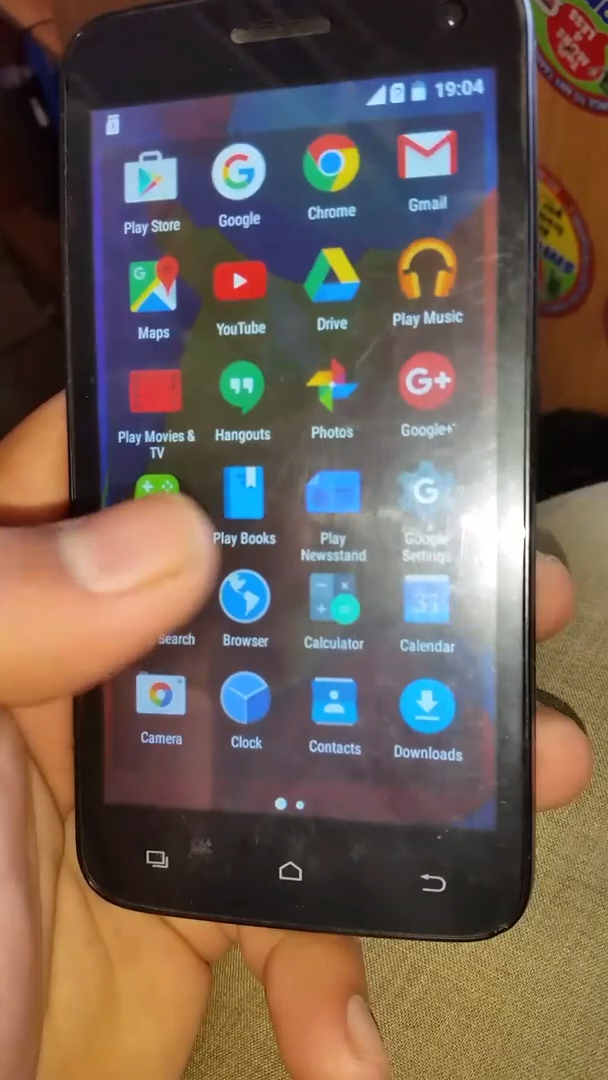 19:04
Play Store
Google
Chrome
Gmail
Maps
YouTube
Drive
Play Music
Play Movies &
TV
Hangouts
Photos
Google+
Play Books
Play
Newsstand
Google
Settings
Search
Browser
Calculator
Calendar
Camera
Clock
Contacts
Downloads